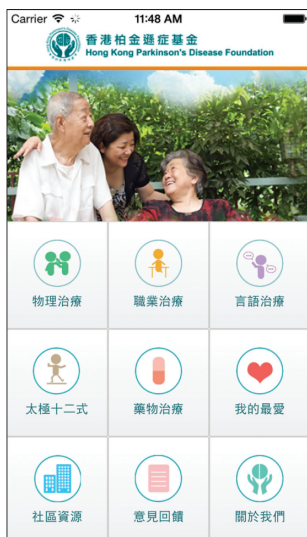 Carrier 11:48 AM
香港柏金遜症基金
Hong Kong Parkinson's Disease Foundation
物理治療 職業治療 言語治療
太極十二式 藥物治療 我的最愛
社區資源 意見回饋 關於我們